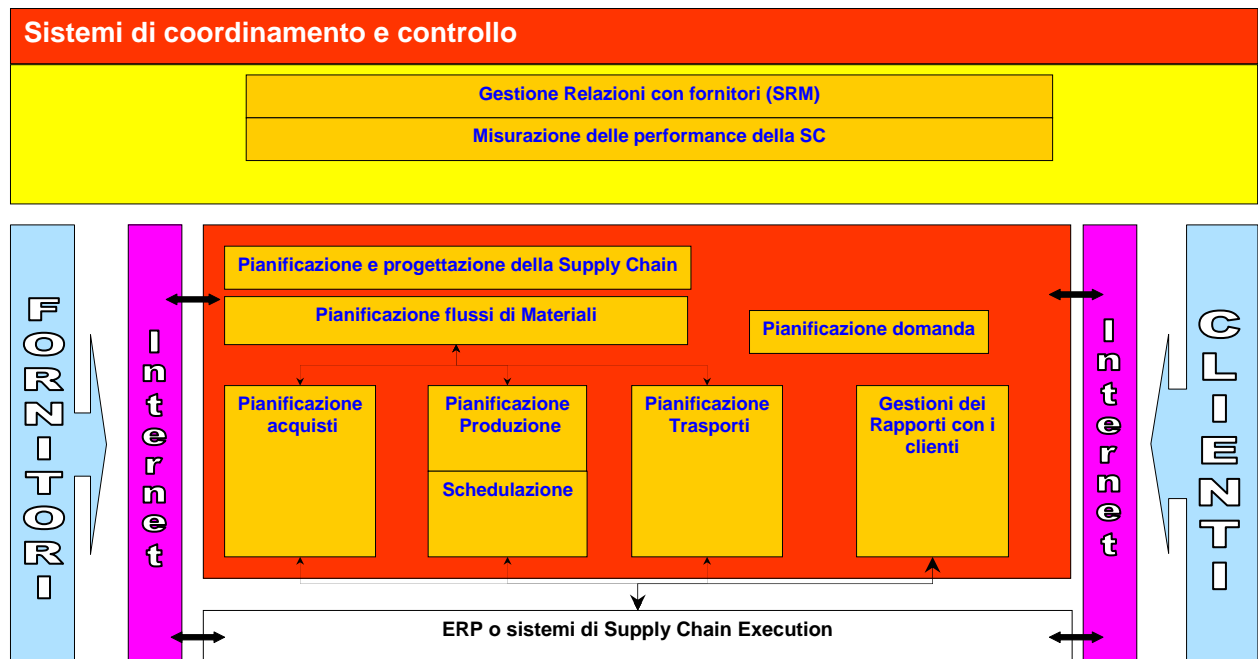 Sistemi di coordinamento e controllo
Gestione Relazioni con fornitori (SRM)
Misurazione delle performance della SC
FORNITORI
Internet
Pianificazione e progettazione della Supply Chain
Pianificazione flussi di Materiali
Pianificazione domanda
Pianificazione
acquisti
Pianificazione
Produzione
Schedulazione
Pianificazione
Trasporti
Gestioni dei
Rapporti con i
clienti
Internet
CLIENTI
ERP o sistemi di Supply Chain Execution